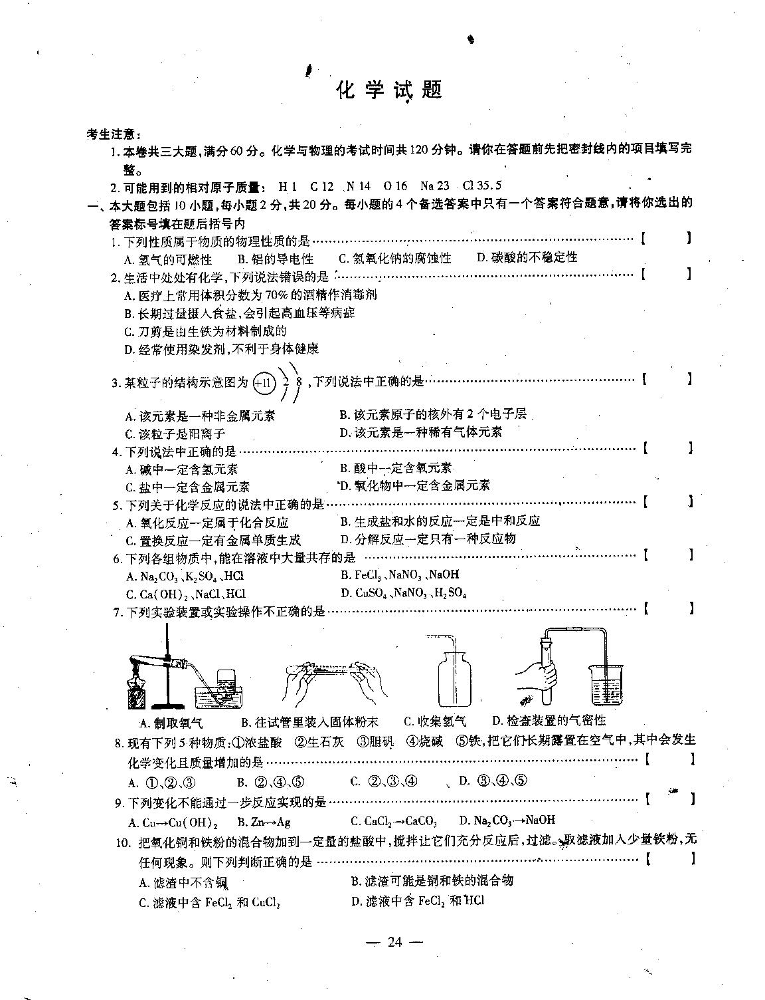 化学试题
考生注意:
1.本卷共三大题,满分60分。化学与物理的考试时间共120分钟。请你在答题前先把密封线内的项目填写完
整。
2.可能用到的相对原子质量: H 1 C 12 N 14 O 16 Na 23 Cl 35.5
一、本大题包括10小题,每小题2分,共20分。每小题的4个备选答案中只有一个答案符合题意,请将你选出的
答案标号填在题后括号内
1.下列性质属于物质的物理性质的是……………【 】
A.氢气的可燃性 B.铝的导电性 C.氢氧化钠的腐蚀性 D.碳酸的不稳定性
2.生活中处处有化学,下列说法错误的是……………【 】
A.医疗上常用体积分数为70%的酒精作消毒剂
B.长期过量摄入食盐,会引起高血压等病症
C.刀剪是由生铁为材料制成的
D.经常使用染发剂,不利于身体健康
3.某粒子的结构示意图为 +11 2 8 ,下列说法中正确的是……………【 】
A.该元素是一种非金属元素 B.该元素原子的核外有2个电子层
C.该粒子是阳离子 D.该元素是一种稀有气体元素
4.下列说法中正确的是……………【 】
A.碱中一定含氢元素 B.酸中一定含氧元素
C.盐中一定含金属元素 D.氧化物中一定含金属元素
5.下列关于化学反应的说法中正确的是……………【 】
A.氧化反应一定属于化合反应 B.生成盐和水的反应一定是中和反应
C.置换反应一定有金属单质生成 D.分解反应一定只有一种反应物
6.下列各组物质中,能在溶液中大量共存的是……………【 】
A.Na₂CO₃、K₂SO₄、HCl B.FeCl₃、NaNO₃、NaOH
C.Ca(OH)₂、NaCl、HCl D.CuSO₄、NaNO₃、H₂SO₄
7.下列实验装置或实验操作不正确的是……………【 】
A.制取氧气 B.往试管里装入固体粉末 C.收集氢气 D.检查装置的气密性
8.现有下列5种物质:①浓盐酸 ②生石灰 ③胆矾 ④烧碱 ⑤铁,把它们长期露置在空气中,其中会发生
化学变化且质量增加的是……………【 】
A. ①、②、③ B. ②、④、⑤ C. ②、③、④ D. ③、④、⑤
9.下列变化不能通过一步反应实现的是……………【 】
A.Cu→Cu(OH)₂ B.Zn→Ag C.CaCl₂→CaCO₃ D.Na₂CO₃→NaOH
10. 把氧化铜和铁粉的混合物加到一定量的盐酸中,搅拌让它们充分反应后,过滤。取滤液加入少量铁粉,无
任何现象。则下列判断正确的是……………【 】
A.滤渣中不含铜 B.滤渣可能是铜和铁的混合物
C.滤液中含FeCl₂和CuCl₂ D.滤液中含FeCl₂和HCl
— 24 —